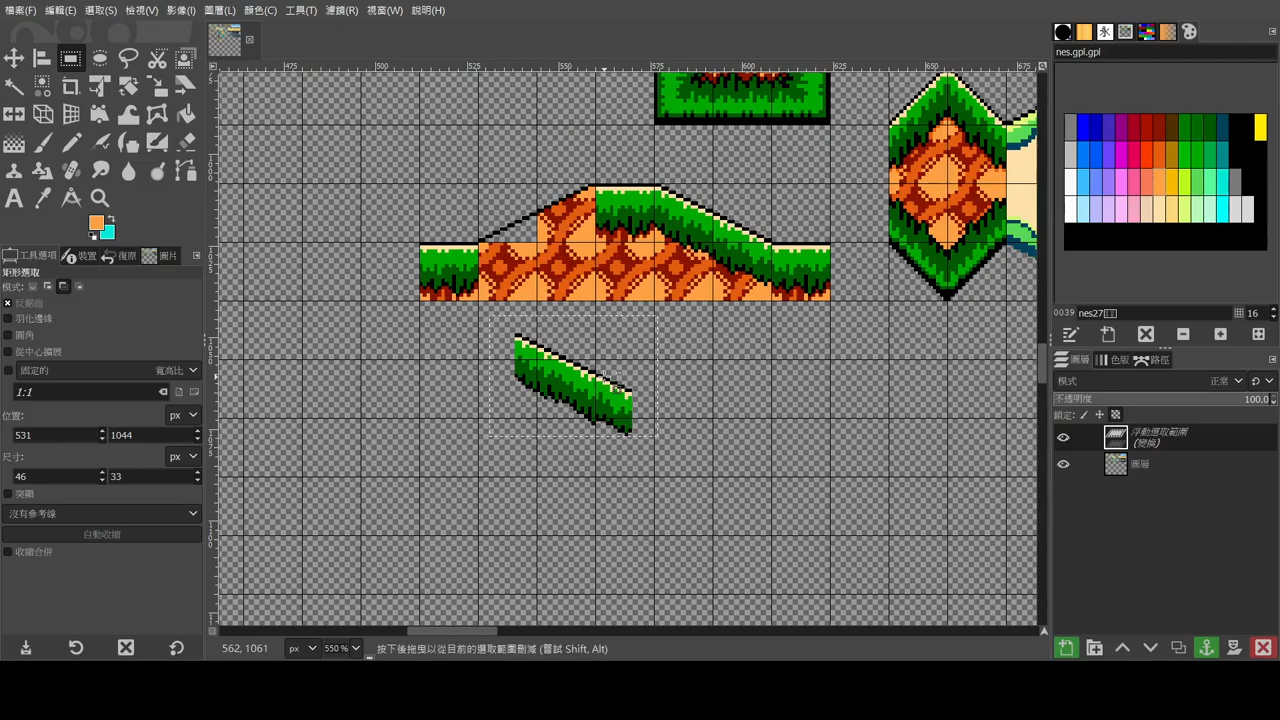 檔案(F) 編輯(E) 選取(S) 檢視(V) 影像(I) 圖層(L) 顏色(C) 工具(T) 濾鏡(R) 視窗(W) 說明(H)
475
500
525
550
575
600
625
650
675
nes.gpl.gpl
工具選項 裝置 復原 圖片
矩形選取
模式:
反鋸齒
羽化邊緣
圓角
從中心擴展
固定的 寬高比
1:1
位置:
px
531 1044
尺寸:
px
46 33
突顯
沒有參考線
自動收縮
收縮合併
0039 nes27 16
圖層 色版 路徑
模式 正常
不透明度 100.0
鎖定:
浮動選取範圍
(變換)
圖層
562, 1061 px 550 % 按下後拖曳以從目前的選取範圍刪減 (嘗試 Shift, Alt)